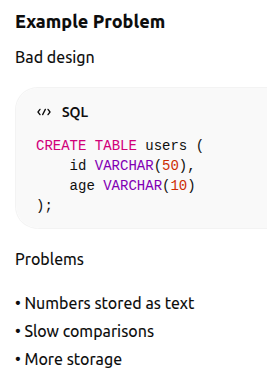 Example Problem
Bad design
</> SQL
CREATE TABLE users (
    id VARCHAR(50),
    age VARCHAR(10)
);
Problems
• Numbers stored as text
• Slow comparisons
• More storage